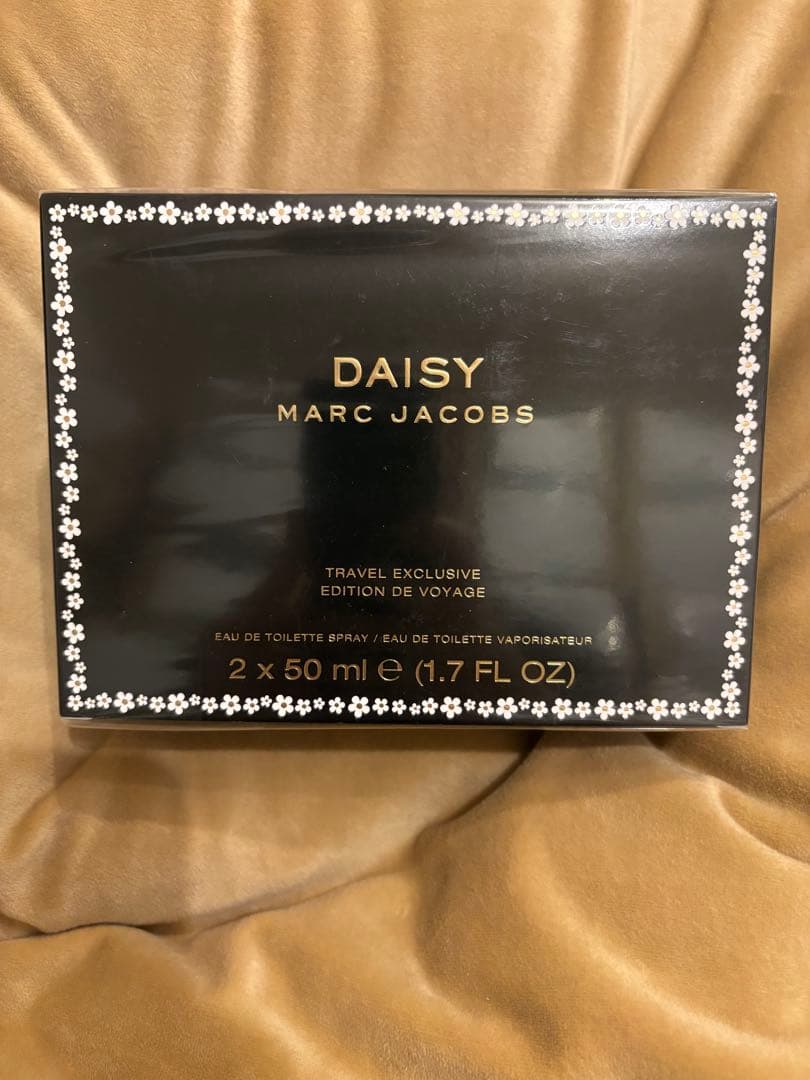 DAISY
MARC JACOBS
TRAVEL EXCLUSIVE
EDITION DE VOYAGE
EAU DE TOILETTE SPRAY / EAU DE TOILETTE VAPORISATEUR
2 x 50 ml ℮ (1.7 FL OZ)